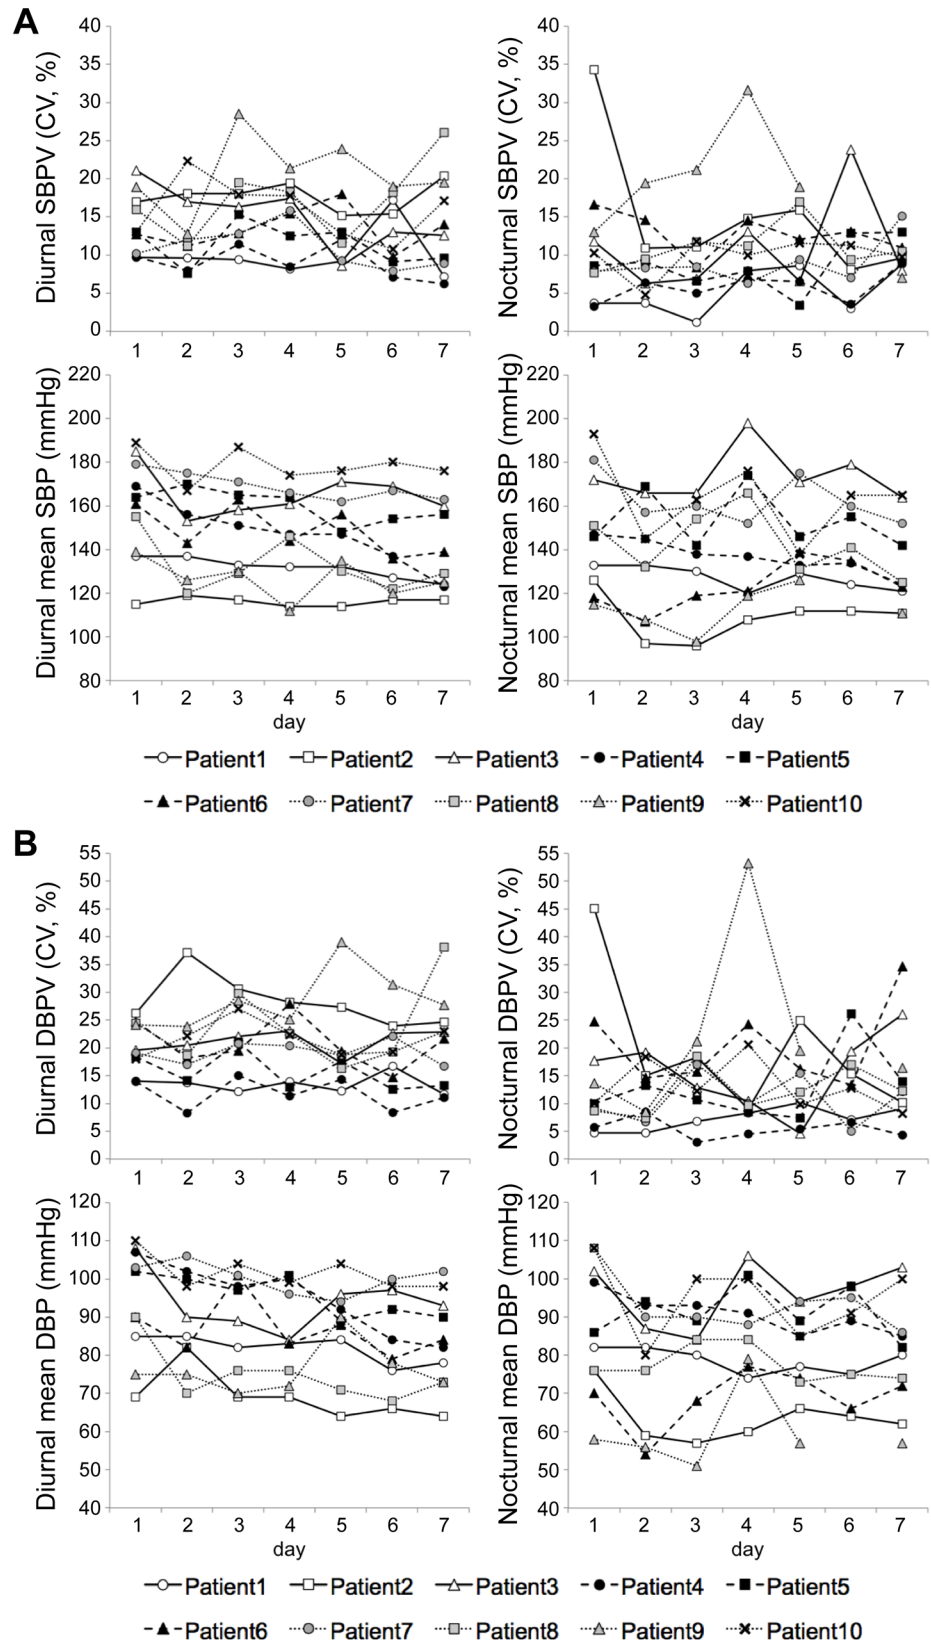 A
Diurnal SBPV (CV, %)
40
35
30
25
20
15
10
5
0
1 2 3 4 5 6 7
Nocturnal SBPV (CV, %)
40
35
30
25
20
15
10
5
0
1 2 3 4 5 6 7
Diurnal mean SBP (mmHg)
220
200
180
160
140
120
100
80
1 2 3 4 5 6 7
day
Nocturnal mean SBP (mmHg)
220
200
180
160
140
120
100
80
1 2 3 4 5 6 7
day
Patient1 Patient2 Patient3 Patient4 Patient5
Patient6 Patient7 Patient8 Patient9 Patient10
B
Diurnal DBPV (CV, %)
55
50
45
40
35
30
25
20
15
10
5
0
1 2 3 4 5 6 7
Nocturnal DBPV (CV, %)
55
50
45
40
35
30
25
20
15
10
5
0
1 2 3 4 5 6 7
Diurnal mean DBP (mmHg)
120
110
100
90
80
70
60
50
40
1 2 3 4 5 6 7
day
Nocturnal mean DBP (mmHg)
120
110
100
90
80
70
60
50
40
1 2 3 4 5 6 7
day
Patient1 Patient2 Patient3 Patient4 Patient5
Patient6 Patient7 Patient8 Patient9 Patient10